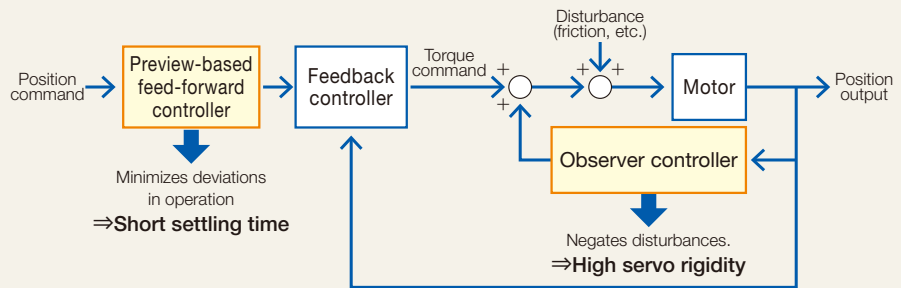 Position
command
Preview-based
feed-forward
controller
Minimizes deviations
in operation
⇒Short settling time
Feedback
controller
Torque
command
+
+
Disturbance
(friction, etc.)
+
+
Motor
Position
output
Observer controller
Negates disturbances.
⇒High servo rigidity